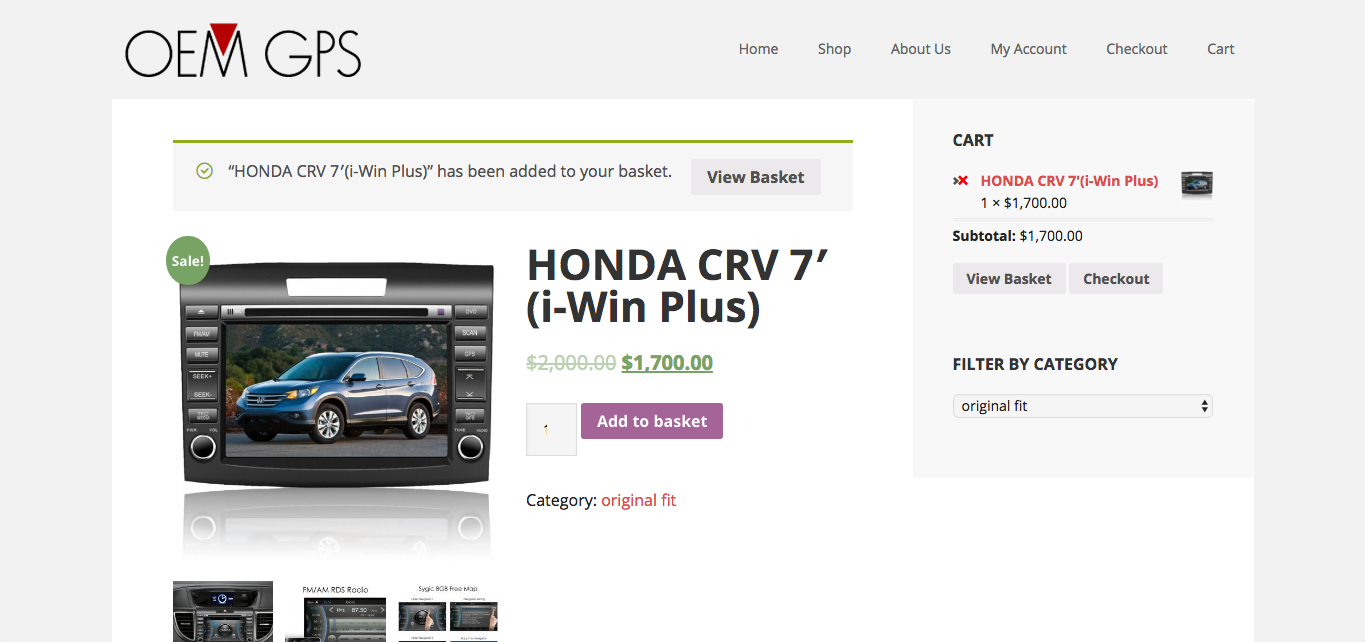 OEM GPS
Home
Shop
About Us
My Account
Checkout
Cart
“HONDA CRV 7′(i-Win Plus)” has been added to your basket.
View Basket
Sale!
DVD
FM/AM
SCAN
MUTE
GPS
SEEK+
SEEK-
PWR
VOL
TUNE
AUDIO
HONDA CRV 7′
(i-Win Plus)
$2,000.00 $1,700.00
1
Add to basket
Category: original fit
FM/AM RDS Radio
Sygic 8GB Free Map
CART
HONDA CRV 7'(i-Win Plus)
1 × $1,700.00
Subtotal: $1,700.00
View Basket
Checkout
FILTER BY CATEGORY
original fit